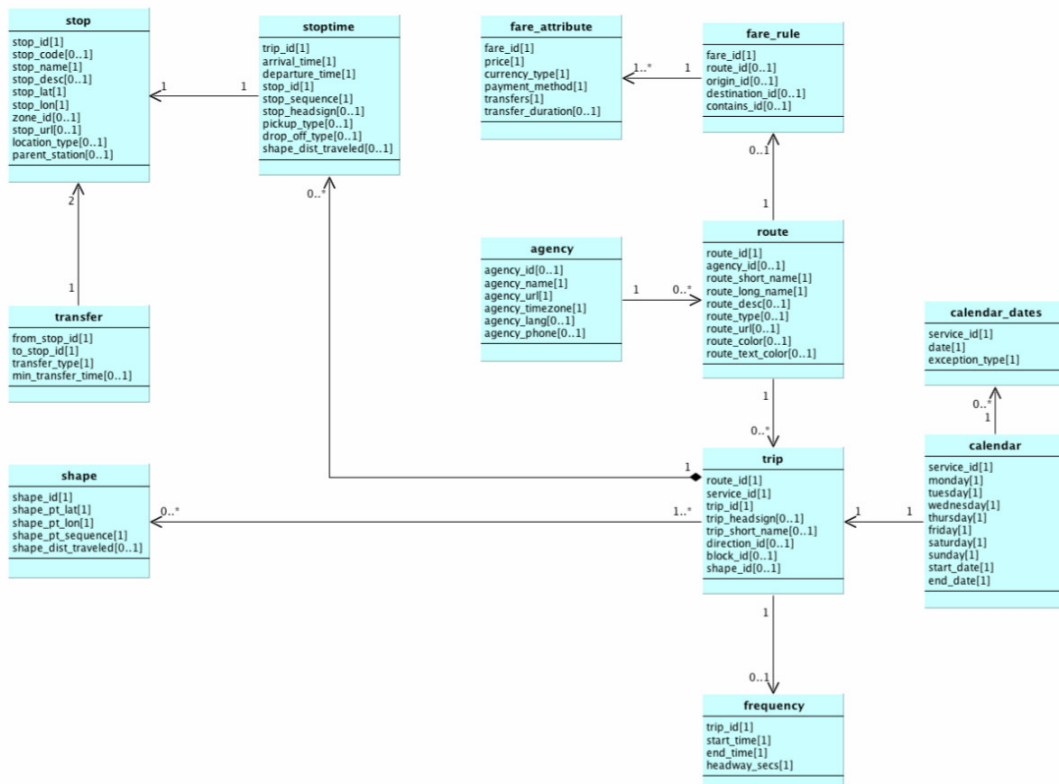 stop
stop_id[1]
stop_code[0..1]
stop_name[1]
stop_desc[0..1]
stop_lat[1]
stop_lon[1]
zone_id[0..1]
stop_url[0..1]
location_type[0..1]
parent_station[0..1]
1
1
stoptime
trip_id[1]
arrival_time[1]
departure_time[1]
stop_id[1]
stop_sequence[1]
stop_headsign[0..1]
pickup_type[0..1]
drop_off_type[0..1]
shape_dist_traveled[0..1]
0..*
fare_attribute
fare_id[1]
price[1]
currency_type[1]
payment_method[1]
transfers[1]
transfer_duration[0..1]
1..*
1
fare_rule
fare_id[1]
route_id[0..1]
origin_id[0..1]
destination_id[0..1]
contains_id[0..1]
0..1
1
2
1
transfer
from_stop_id[1]
to_stop_id[1]
transfer_type[1]
min_transfer_time[0..1]
agency
agency_id[0..1]
agency_name[1]
agency_url[1]
agency_timezone[1]
agency_lang[0..1]
agency_phone[0..1]
1
0..*
route
route_id[1]
agency_id[0..1]
route_short_name[1]
route_long_name[1]
route_desc[0..1]
route_type[0..1]
route_url[0..1]
route_color[0..1]
route_text_color[0..1]
1
0..*
calendar_dates
service_id[1]
date[1]
exception_type[1]
0..*
1
shape
shape_id[1]
shape_pt_lat[1]
shape_pt_lon[1]
shape_pt_sequence[1]
shape_dist_traveled[0..1]
0..*
1..*
1
trip
route_id[1]
service_id[1]
trip_id[1]
trip_headsign[0..1]
trip_short_name[0..1]
direction_id[0..1]
block_id[0..1]
shape_id[0..1]
1
1
calendar
service_id[1]
monday[1]
tuesday[1]
wednesday[1]
thursday[1]
friday[1]
saturday[1]
sunday[1]
start_date[1]
end_date[1]
1
0..1
frequency
trip_id[1]
start_time[1]
end_time[1]
headway_secs[1]